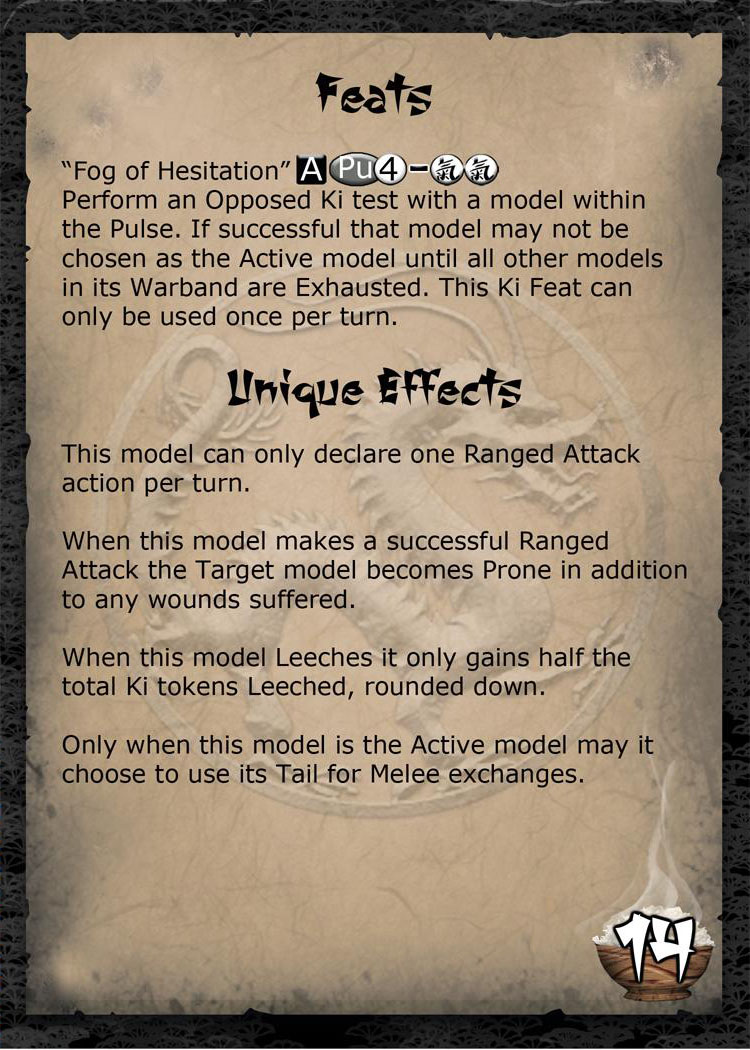 Feats
“Fog of Hesitation” A Pu 4 - 氣 氣
Perform an Opposed Ki test with a model within
the Pulse. If successful that model may not be
chosen as the Active model until all other models
in its Warband are Exhausted. This Ki Feat can
only be used once per turn.
Unique Effects
This model can only declare one Ranged Attack
action per turn.
When this model makes a successful Ranged
Attack the Target model becomes Prone in addition
to any wounds suffered.
When this model Leeches it only gains half the
total Ki tokens Leeched, rounded down.
Only when this model is the Active model may it
choose to use its Tail for Melee exchanges.
14